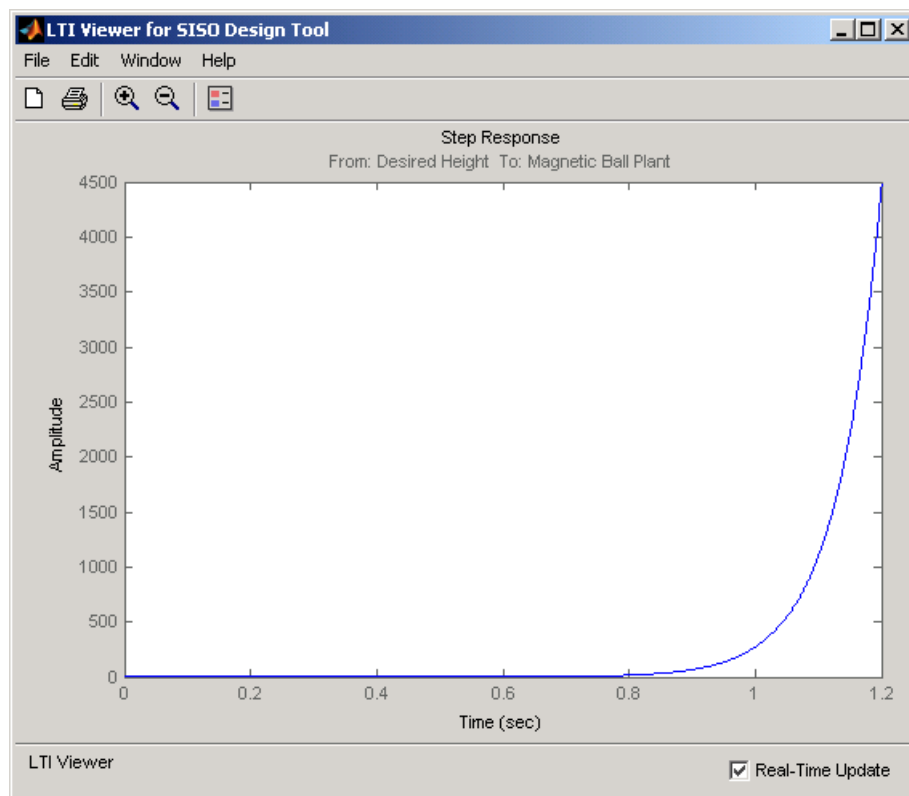 LTI Viewer for SISO Design Tool
File Edit Window Help
Step Response
From: Desired Height To: Magnetic Ball Plant
4500
4000
3500
3000
2500
2000
1500
1000
500
0
Amplitude
0 0.2 0.4 0.6 0.8 1 1.2
Time (sec)
LTI Viewer
Real-Time Update